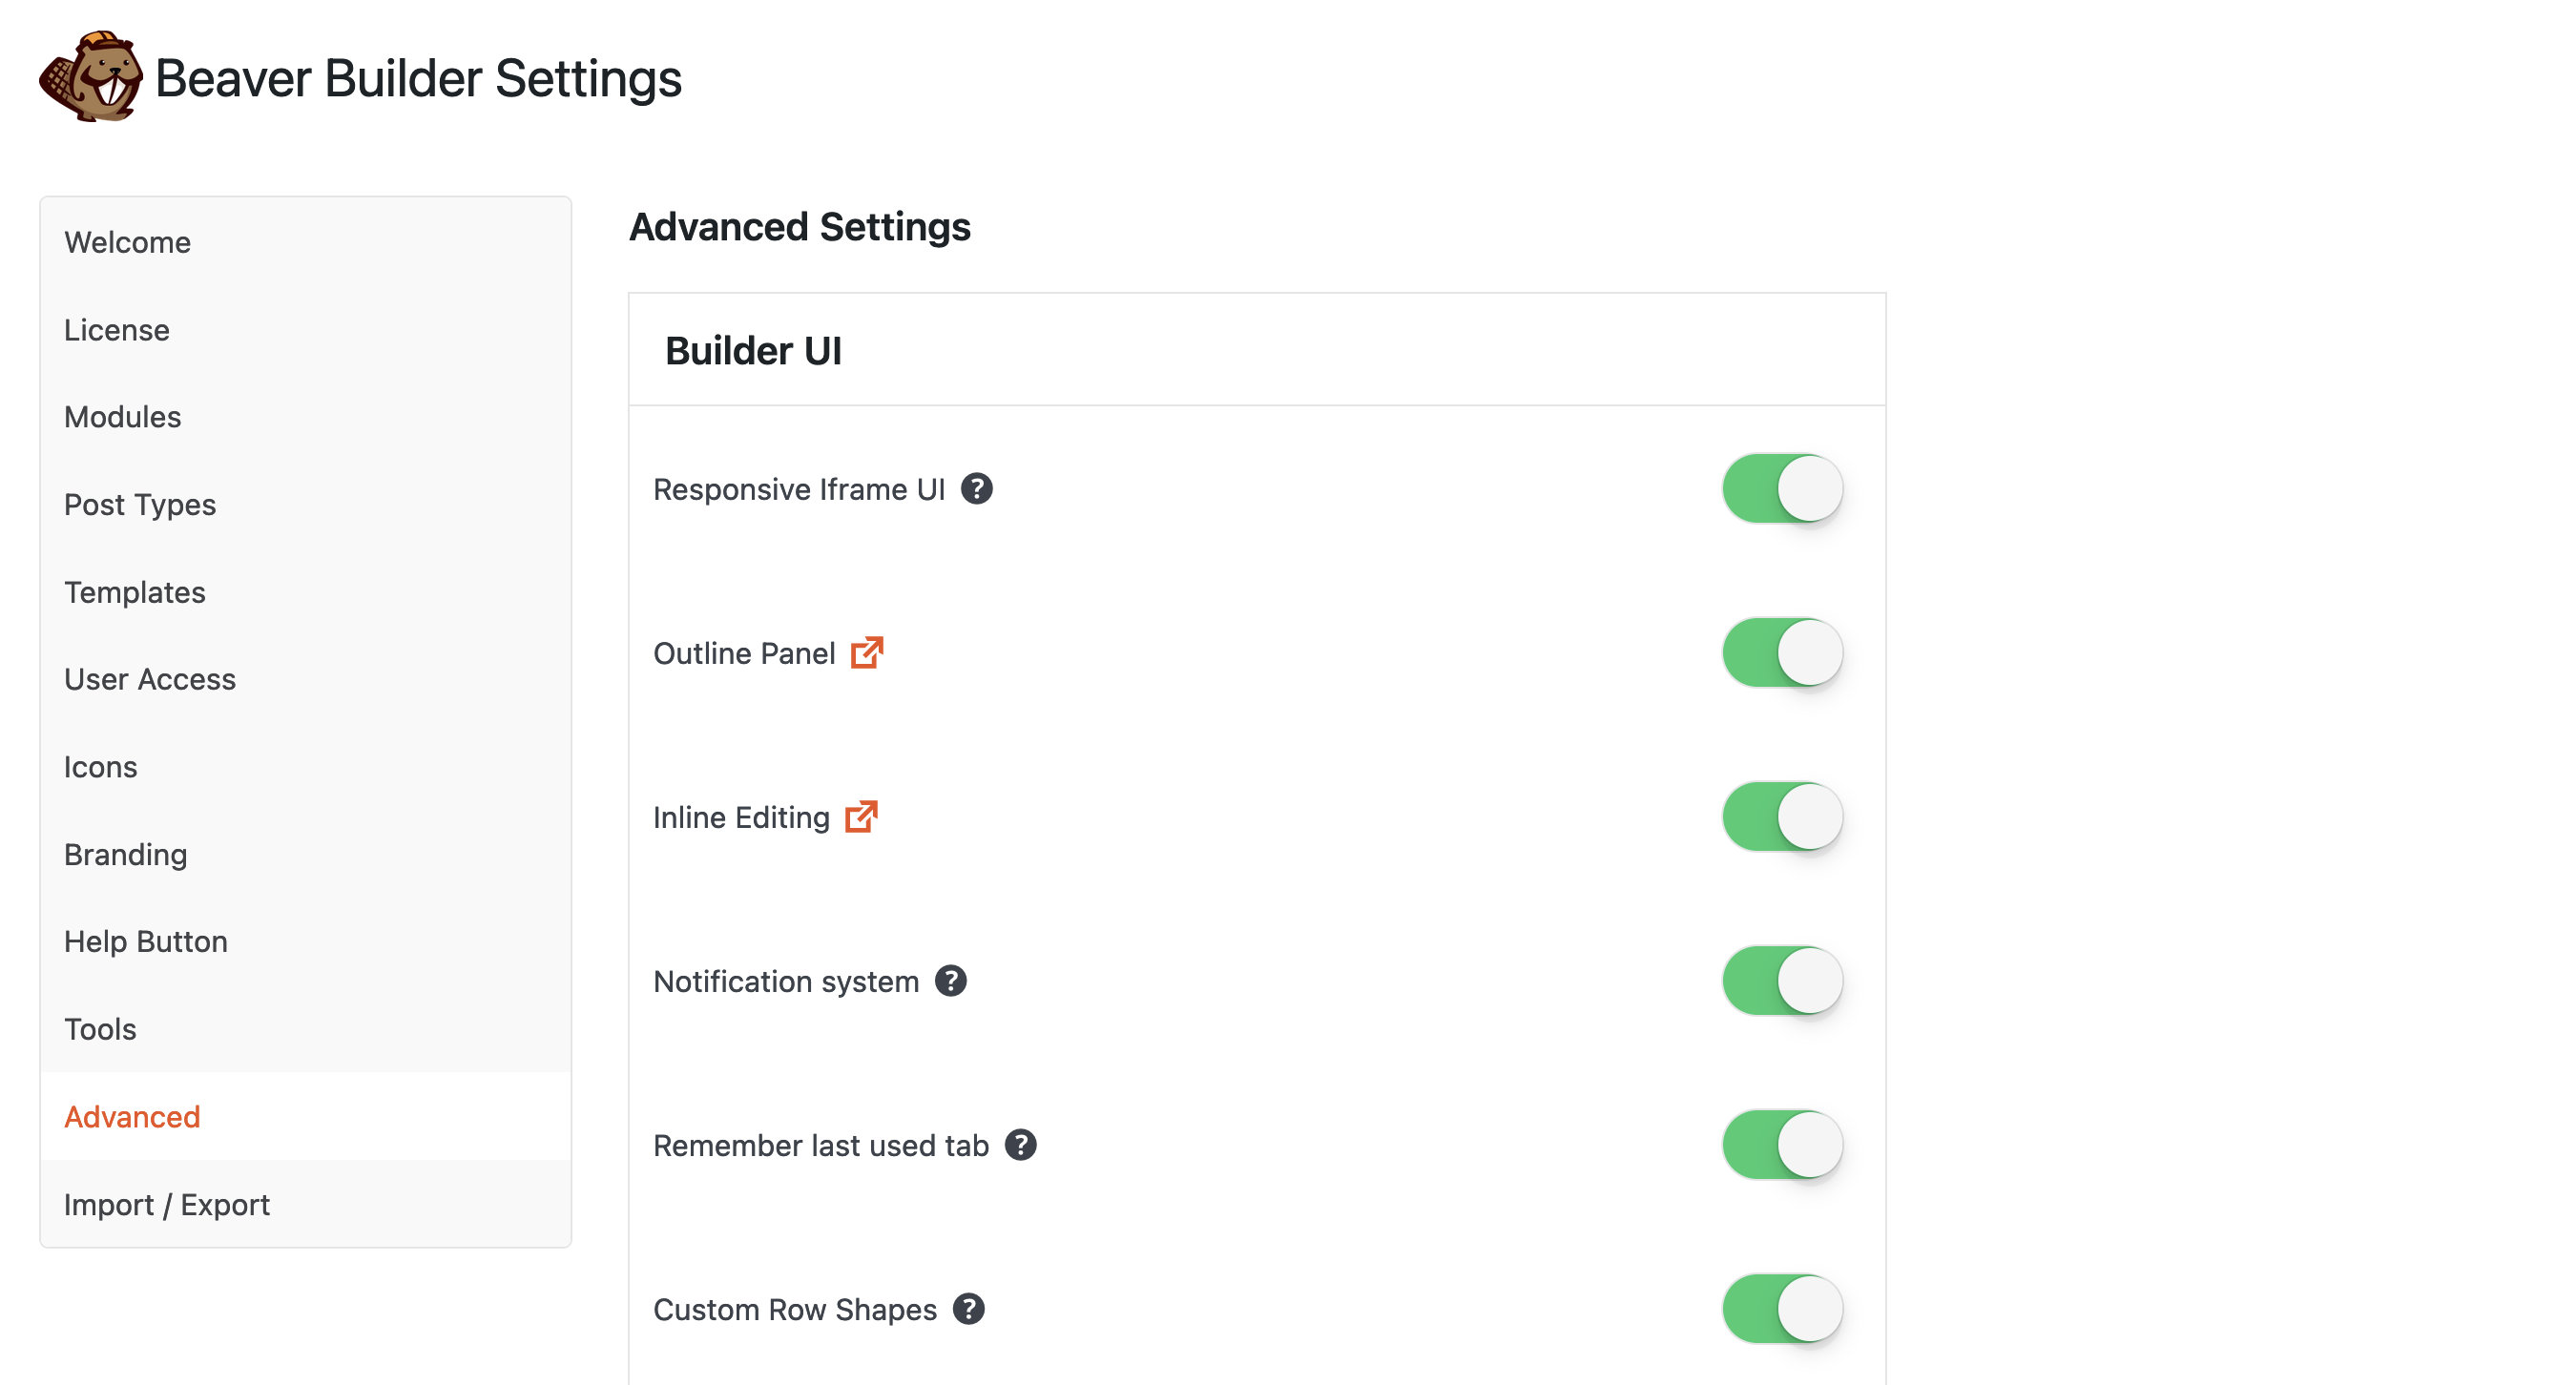 Beaver Builder Settings
Welcome
License
Modules
Post Types
Templates
User Access
Icons
Branding
Help Button
Tools
Advanced
Import / Export
Advanced Settings
Builder UI
Responsive Iframe UI ?
Outline Panel
Inline Editing
Notification system ?
Remember last used tab ?
Custom Row Shapes ?